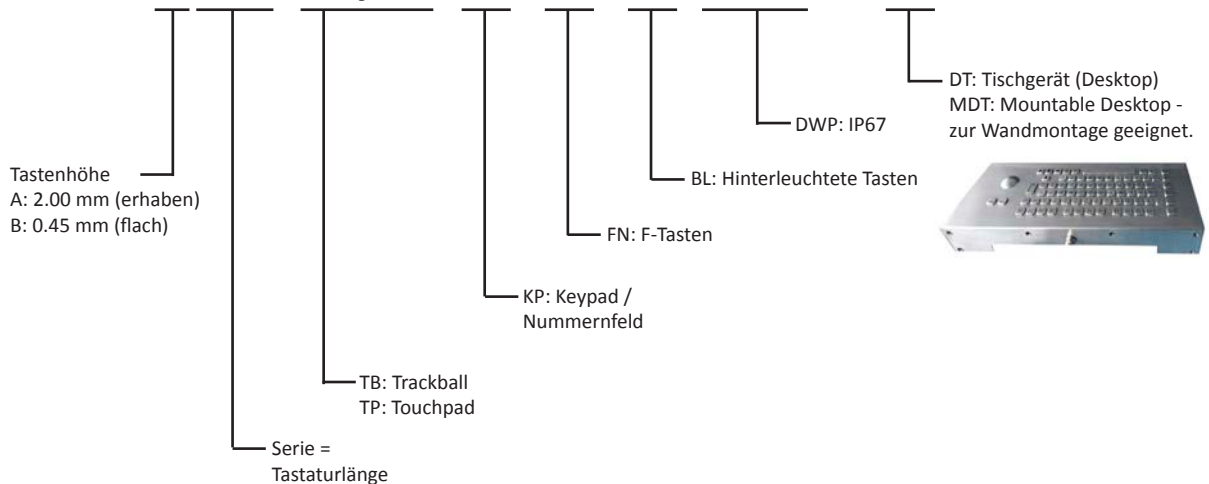 DT: Tischgerät (Desktop)
MDT: Mountable Desktop -
zur Wandmontage geeignet.
DWP: IP67
Tastenhöhe
A: 2.00 mm (erhaben)
B: 0.45 mm (flach)
BL: Hinterleuchtete Tasten
FN: F-Tasten
KP: Keypad /
Nummernfeld
TB: Trackball
TP: Touchpad
Serie =
Tastaturlänge